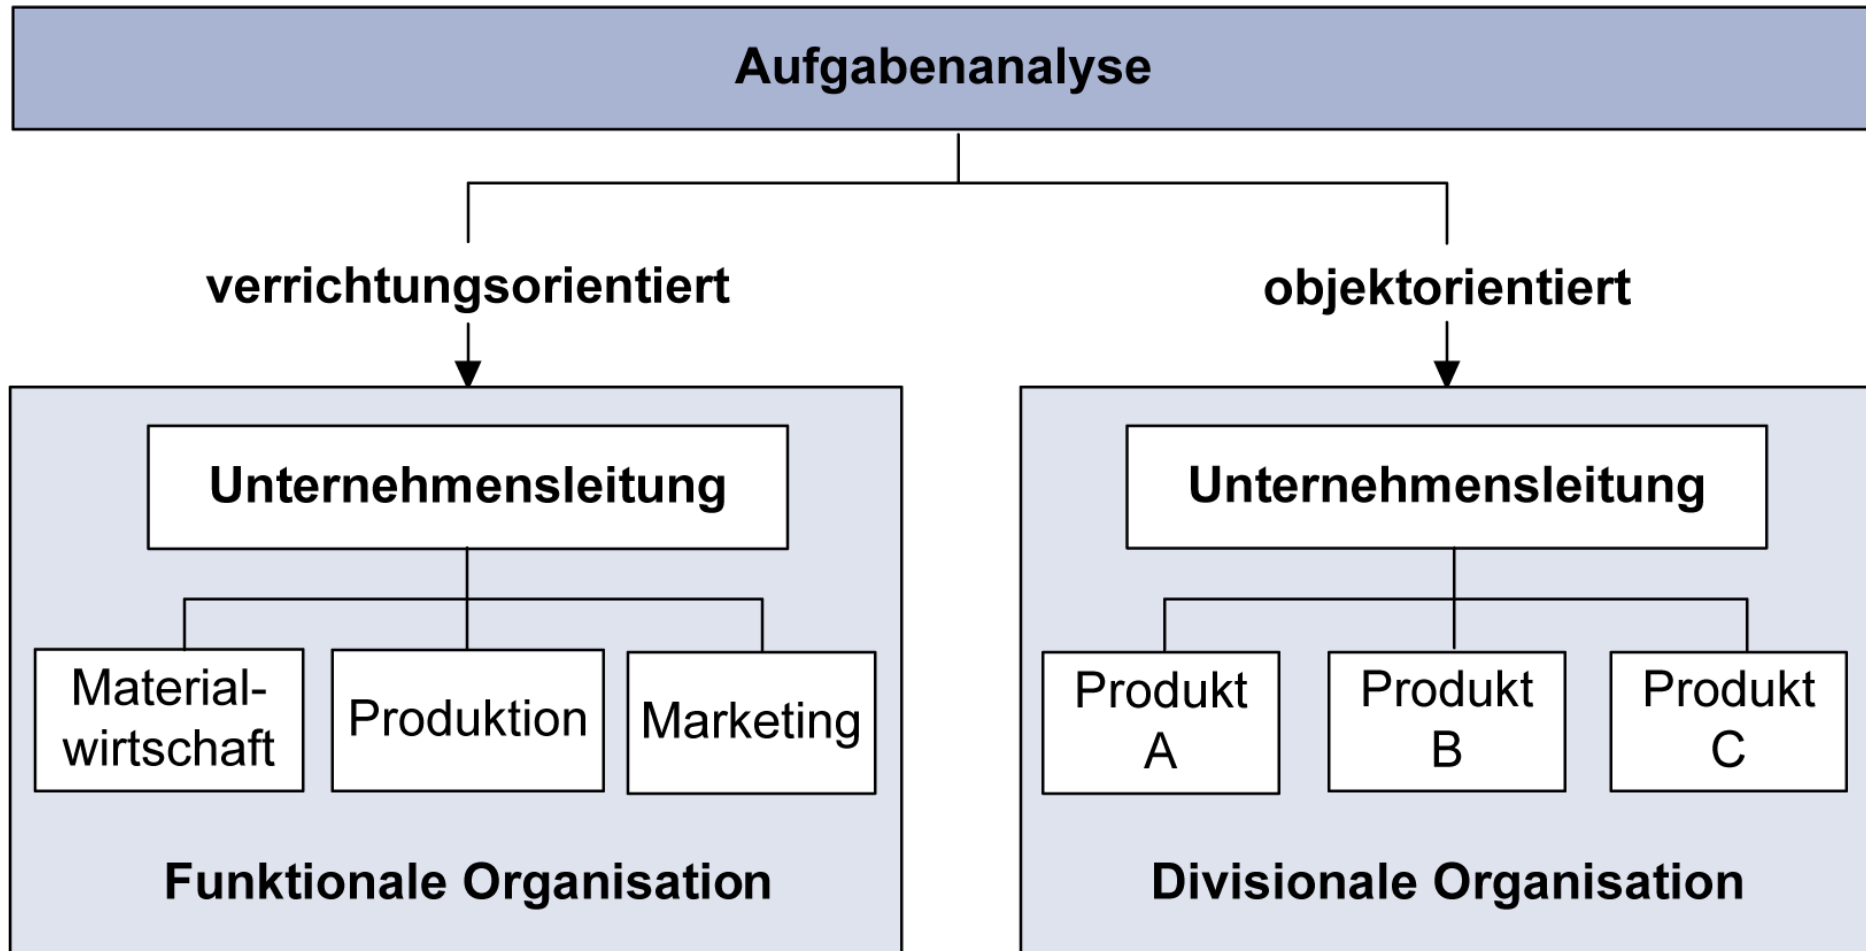 Aufgabenanalyse
verrichtungsorientiert
objektorientiert
Unternehmensleitung
Material-
wirtschaft
Produktion
Marketing
Funktionale Organisation
Unternehmensleitung
Produkt
A
Produkt
B
Produkt
C
Divisionale Organisation